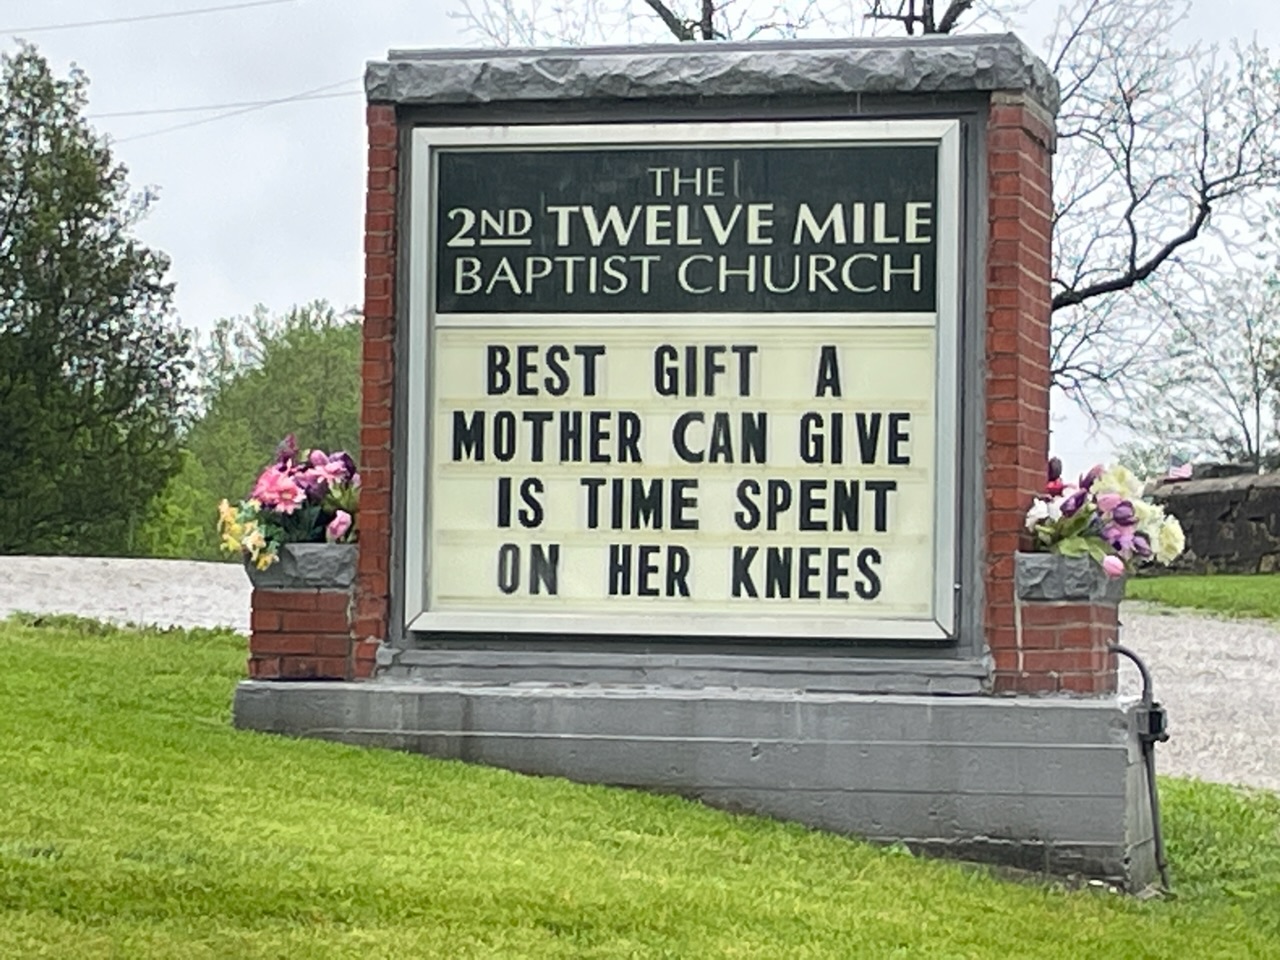 THE
2ND TWELVE MILE
BAPTIST CHURCH
BEST GIFT A
MOTHER CAN GIVE
IS TIME SPENT
ON HER KNEES